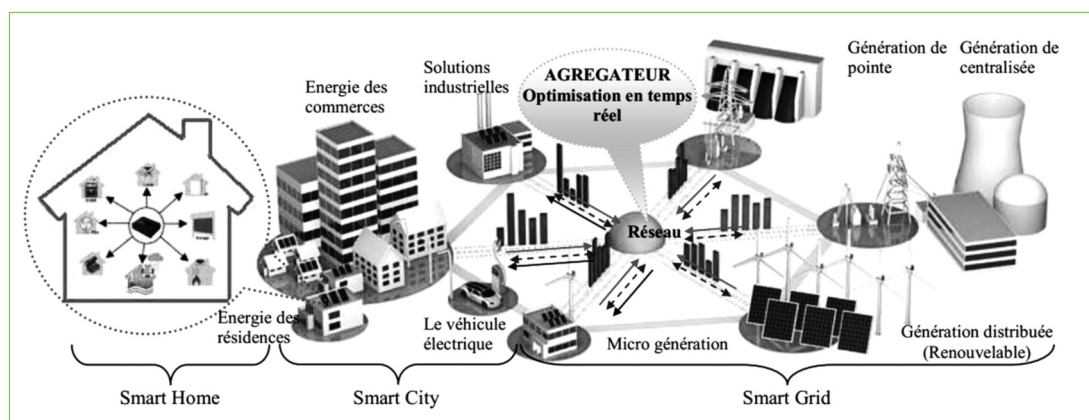 Génération de
pointe
Génération de
centralisée
Solutions
industrielles
AGREGATEUR
Optimisation en temps
réel
Energie des
commerces
Réseau
Energie des
résidences
Le véhicule
électrique
Micro génération
Génération distribuée
(Renouvelable)
Smart Home
Smart City
Smart Grid